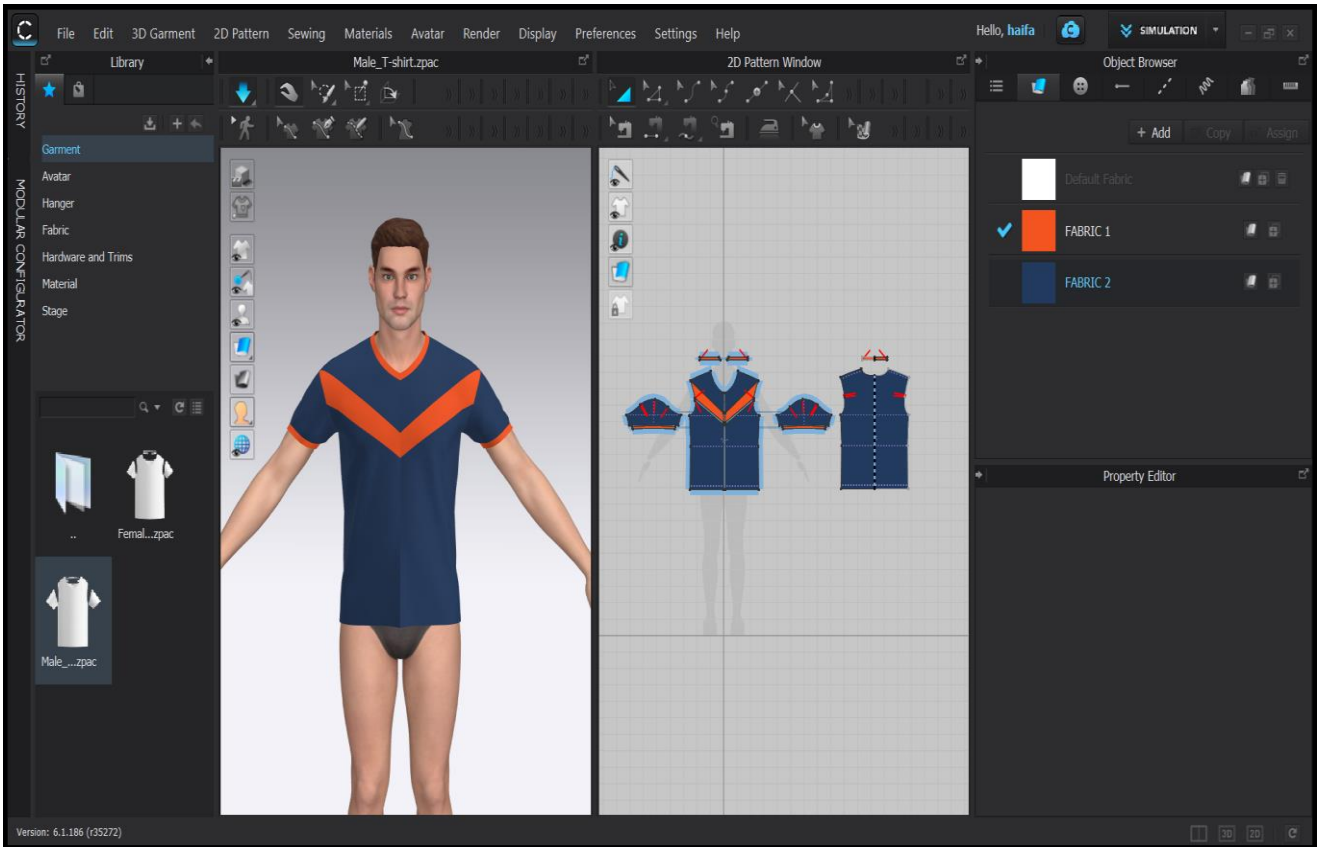 File Edit 3D Garment 2D Pattern Sewing Materials Avatar Render Display Preferences Settings Help
Hello, haifa
SIMULATION
Library
Male_T-shirt.zpac
2D Pattern Window
Object Browser
HISTORY
MODULAR CONFIGURATOR
Garment
Avatar
Hanger
Fabric
Hardware and Trims
Material
Stage
..
Femal...zpac
Male_...zpac
+ Add Copy Assign
Default Fabric
FABRIC 1
FABRIC 2
Property Editor
Version: 6.1.186 (r35272)
3D 2D